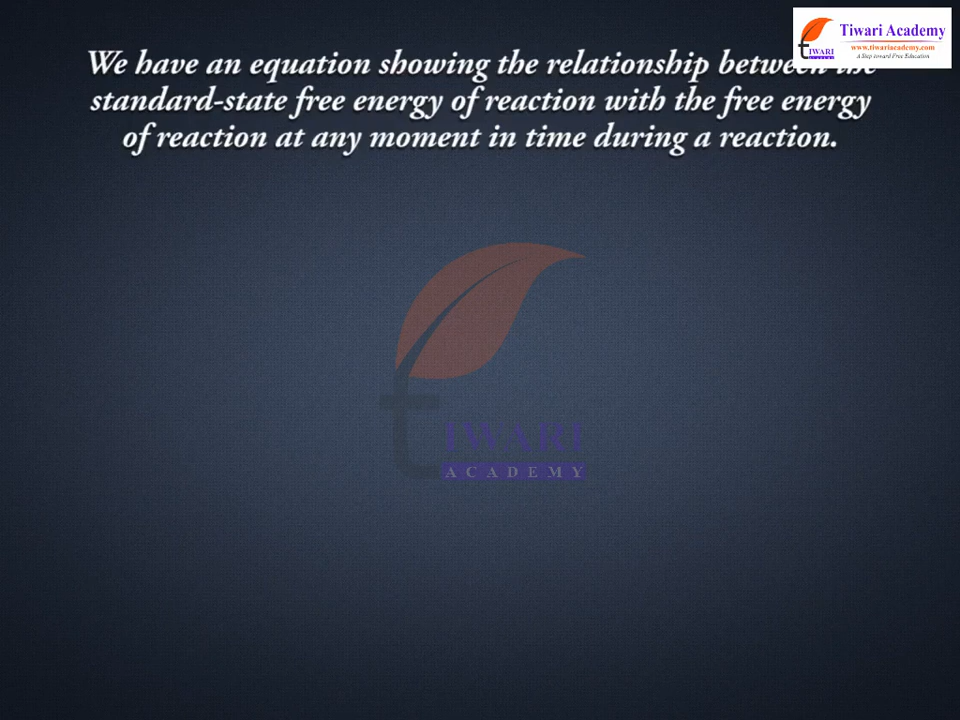 Tiwari Academy
www.tiwariacademy.com
A Step toward Free Education
IWARI
ACADEMY
We have an equation showing the relationship between the
standard-state free energy of reaction with the free energy
of reaction at any moment in time during a reaction.
tIWARI
ACADEMY